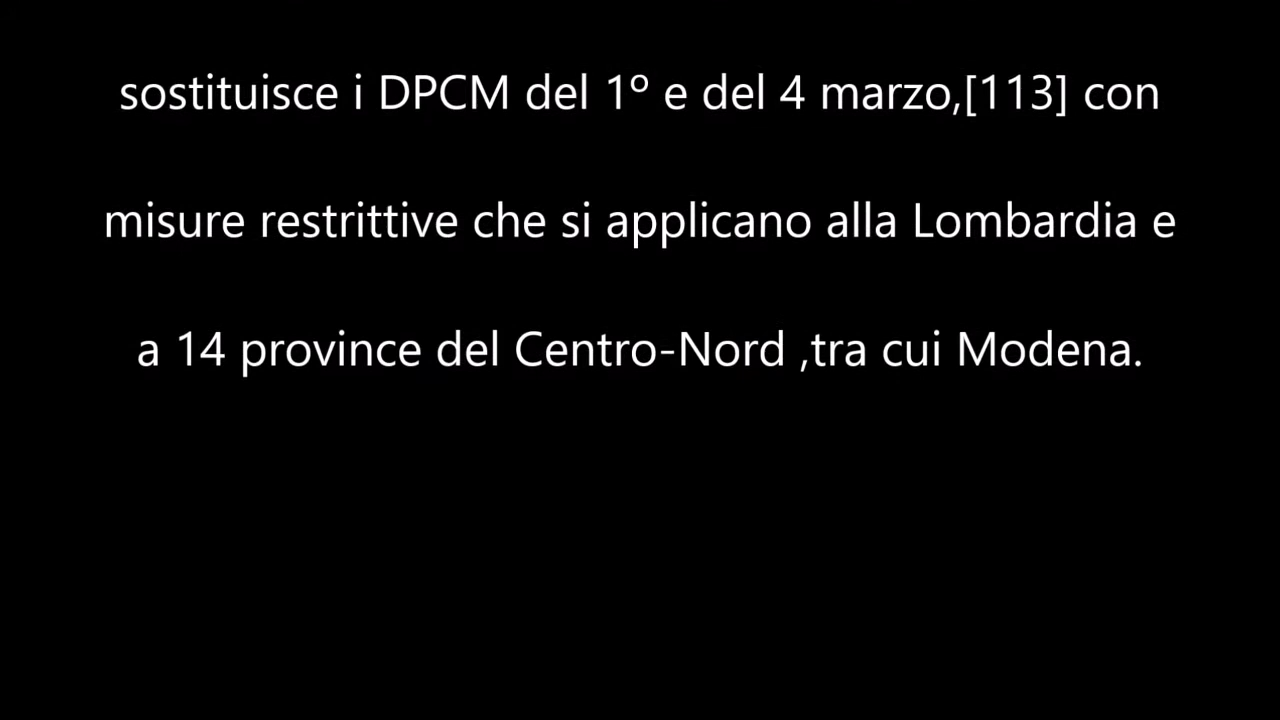 sostituisce i DPCM del 1º e del 4 marzo,[113] con
misure restrittive che si applicano alla Lombardia e
a 14 province del Centro-Nord ,tra cui Modena.